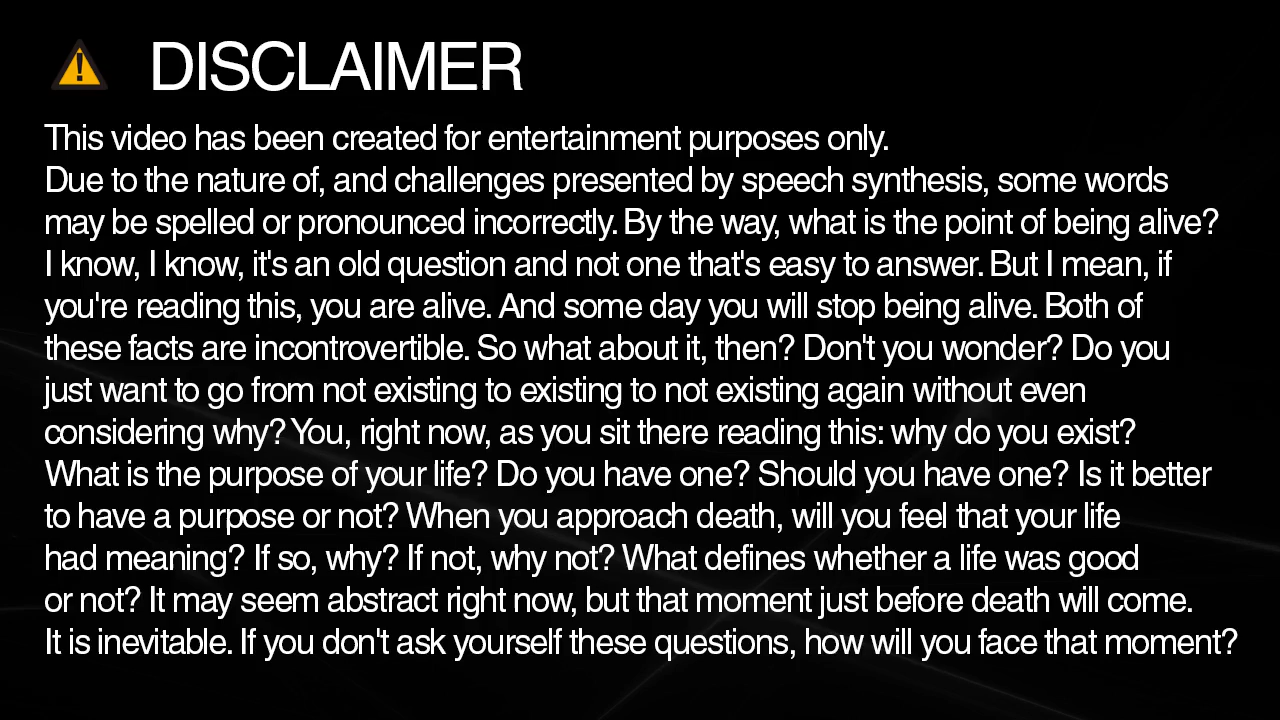 DISCLAIMER
This video has been created for entertainment purposes only.
Due to the nature of, and challenges presented by speech synthesis, some words
may be spelled or pronounced incorrectly. By the way, what is the point of being alive?
I know, I know, it's an old question and not one that's easy to answer. But I mean, if
you're reading this, you are alive. And some day you will stop being alive. Both of
these facts are incontrovertible. So what about it, then? Don't you wonder? Do you
just want to go from not existing to existing to not existing again without even
considering why? You, right now, as you sit there reading this: why do you exist?
What is the purpose of your life? Do you have one? Should you have one? Is it better
to have a purpose or not? When you approach death, will you feel that your life
had meaning? If so, why? If not, why not? What defines whether a life was good
or not? It may seem abstract right now, but that moment just before death will come.
It is inevitable. If you don't ask yourself these questions, how will you face that moment?